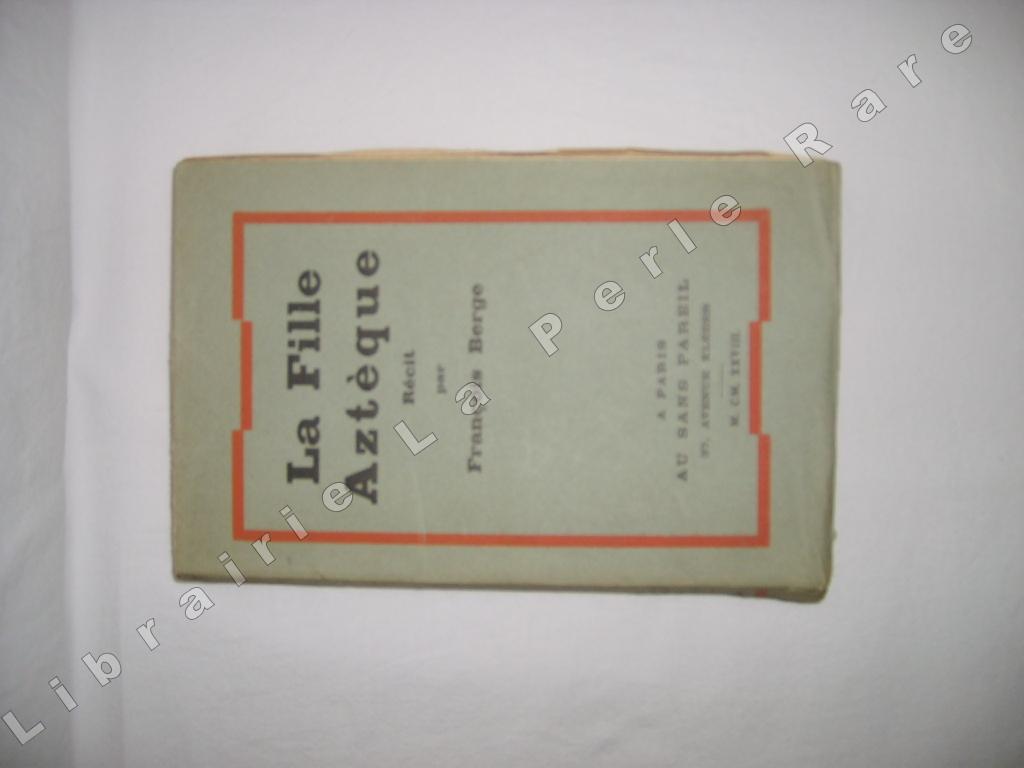 La Fille
Aztèque
Récit
par
François Berge
A PARIS
AU SANS PAREIL
37, AVENUE KLÉBER
M. CM. XXVIII
Librairie La Perle Rare